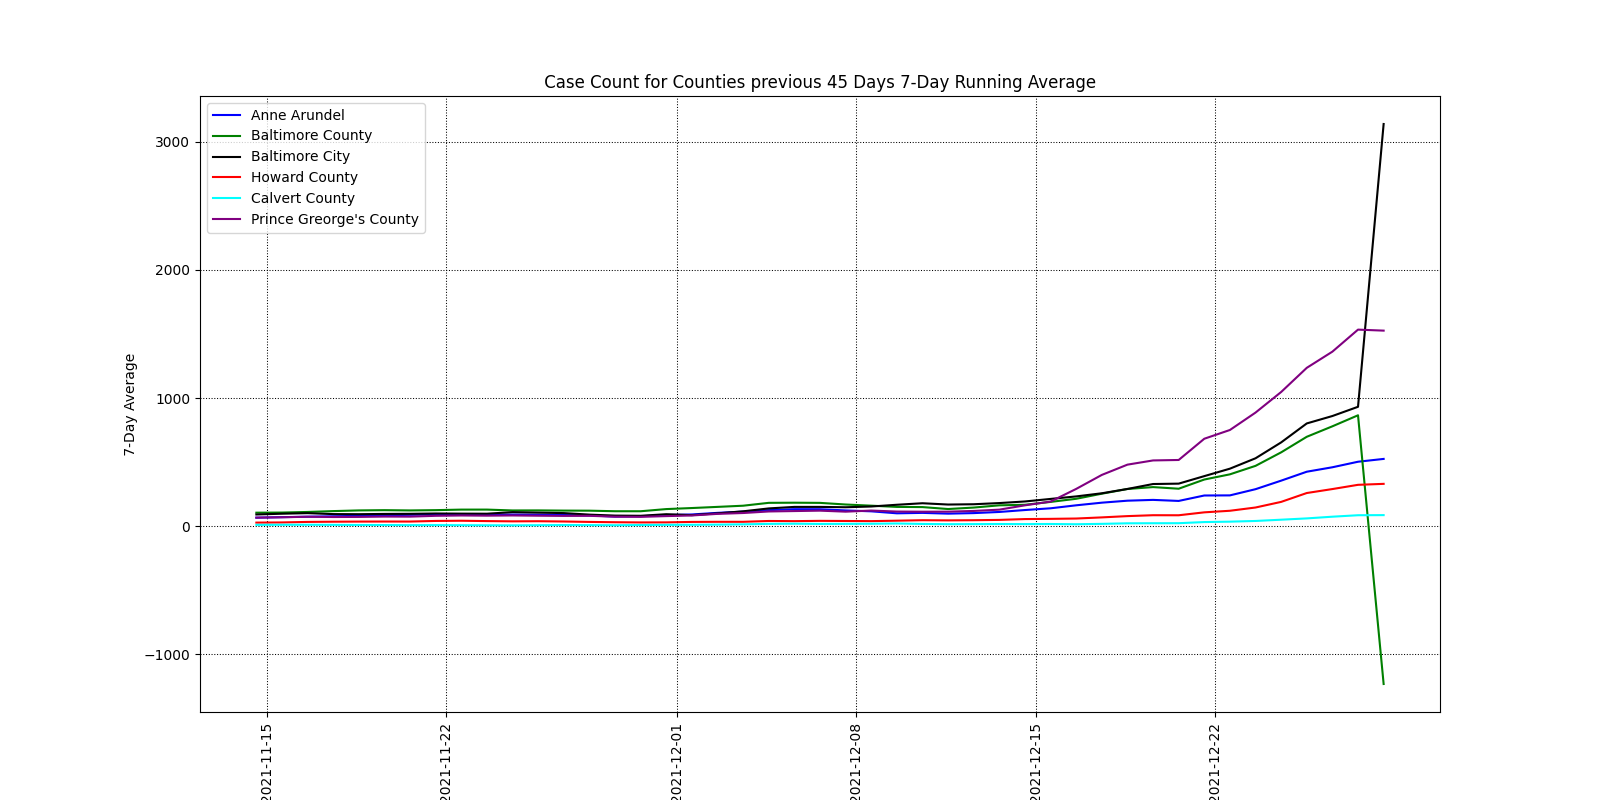 Case Count for Counties previous 45 Days 7-Day Running Average
Anne Arundel
Baltimore County
Baltimore City
Howard County
Calvert County
Prince Greorge's County
7-Day Average
3000
2000
1000
0
−1000
2021-11-15
2021-11-22
2021-12-01
2021-12-08
2021-12-15
2021-12-22